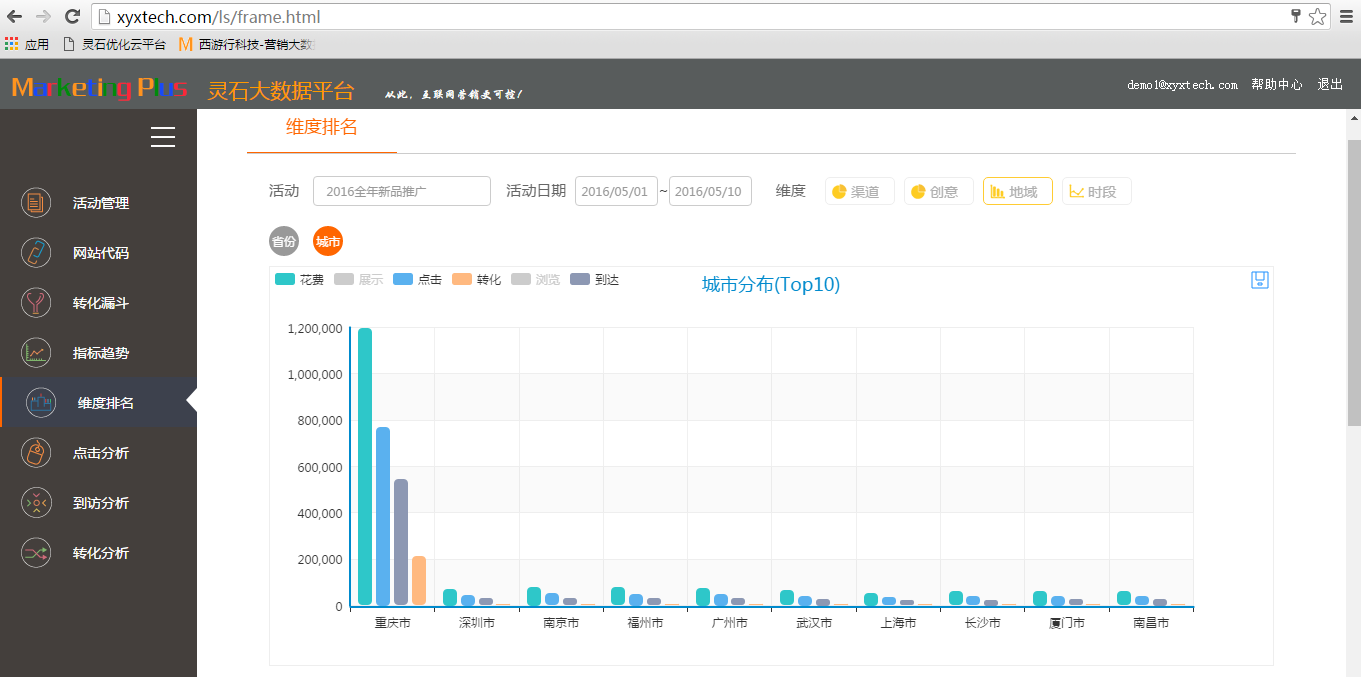 xyxtech.com/ls/frame.html
应用 灵石优化云平台 M 西游行科技-营销大数
Marketing Plus 灵石大数据平台 从此，互联网营销变可控！ demo1@xyxtech.com 帮助中心 退出
维度排名
活动 2016全年新品推广 活动日期 2016/05/01 ~ 2016/05/10 维度 渠道 创意 地域 时段
省份 城市
活动管理
网站代码
转化漏斗
指标趋势
维度排名
点击分析
到访分析
转化分析
花费 展示 点击 转化 浏览 到达
城市分布(Top10)
1,200,000
1,000,000
800,000
600,000
400,000
200,000
0
重庆市 深圳市 南京市 福州市 广州市 武汉市 上海市 长沙市 厦门市 南昌市